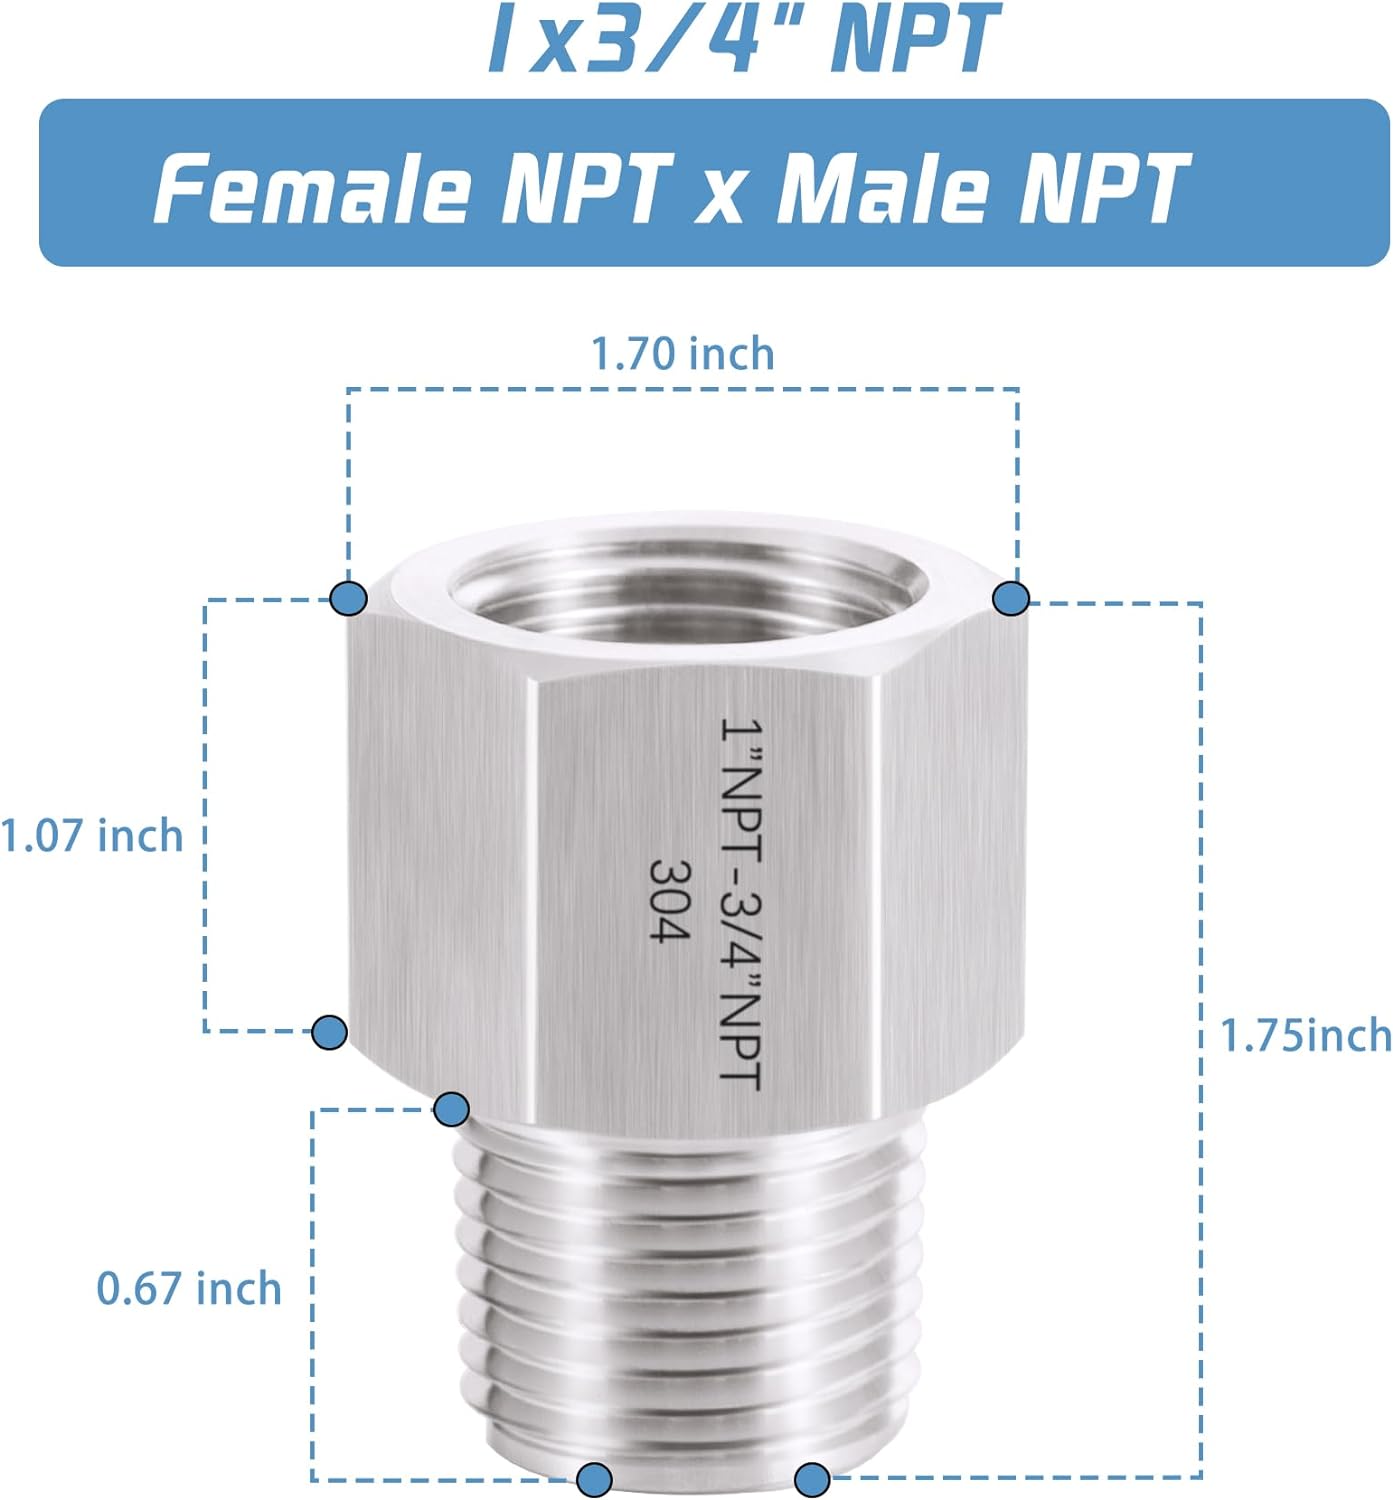 1x3/4" NPT
Female NPT x Male NPT
1.70 inch
1.07 inch
1"NPT-3/4"NPT
304
1.75inch
0.67 inch